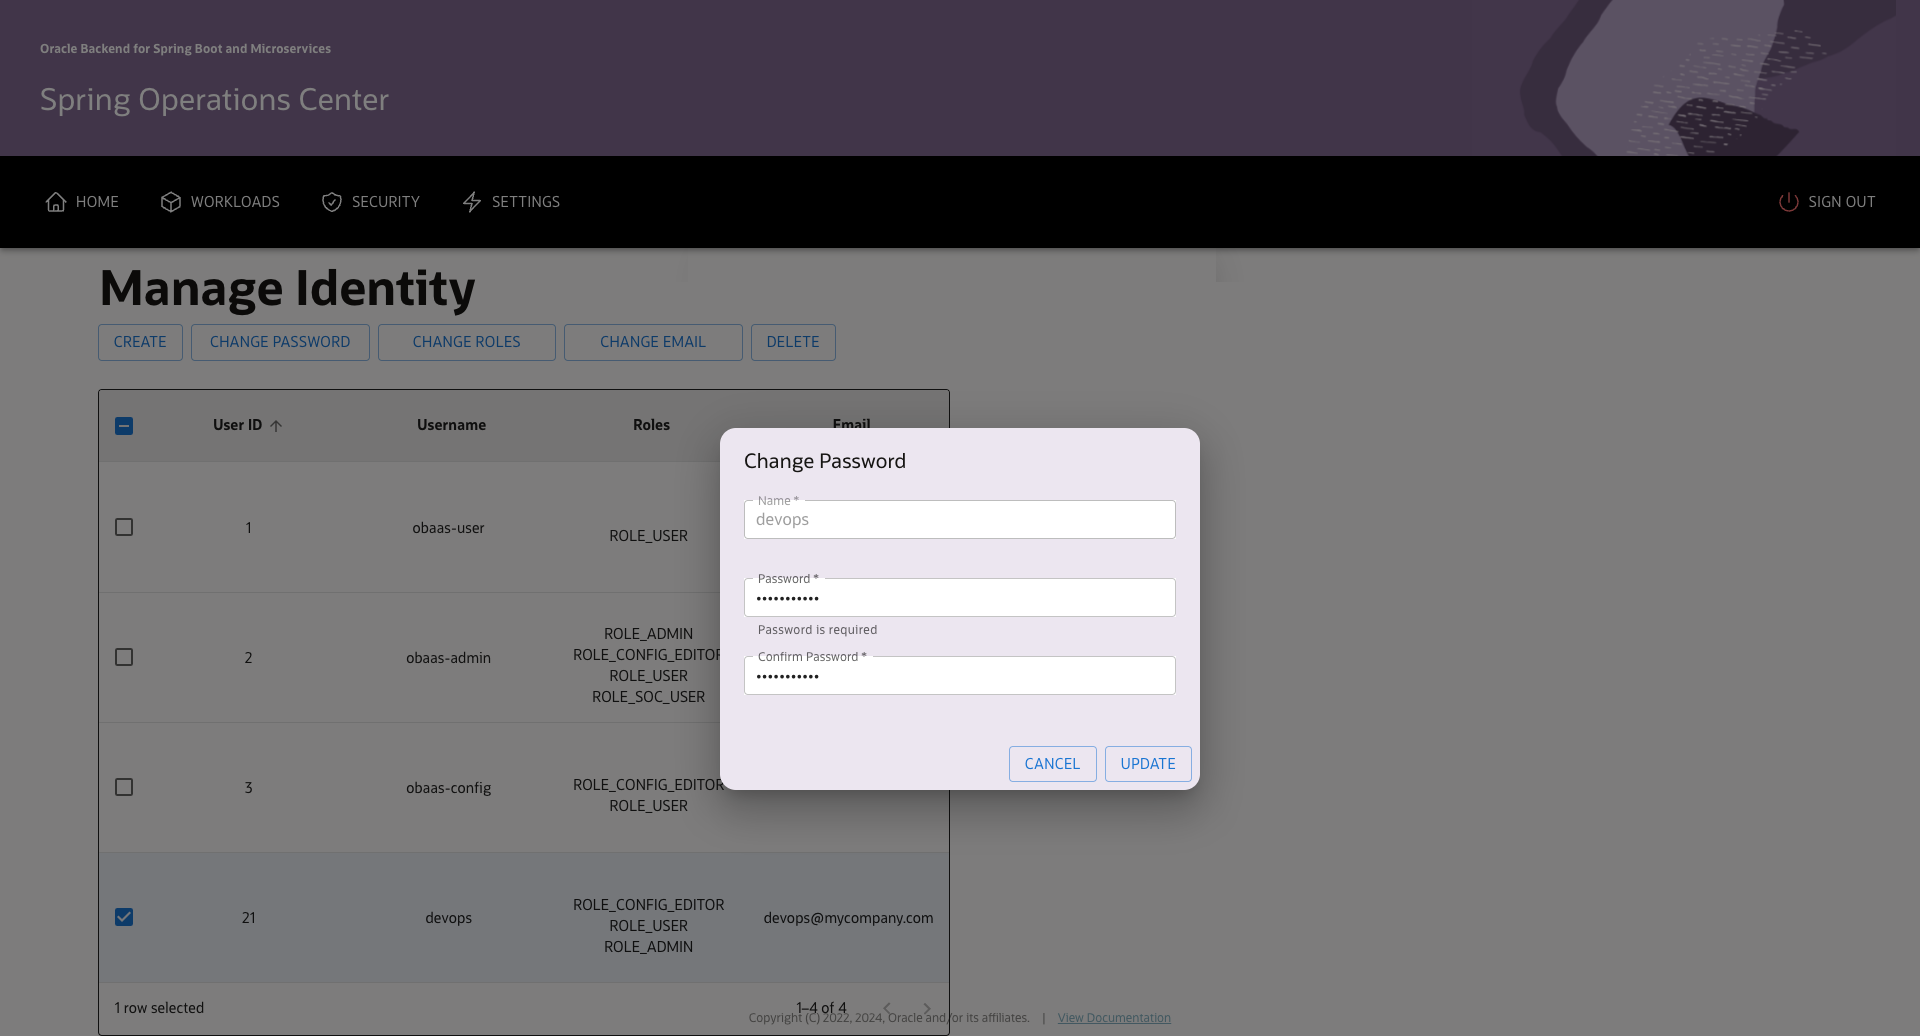 Oracle Backend for Spring Boot and Microservices
Spring Operations Center
HOME WORKLOADS SECURITY SETTINGS SIGN OUT
Manage Identity
CREATE CHANGE PASSWORD CHANGE ROLES CHANGE EMAIL DELETE
User ID Username Roles Email
1 obaas-user ROLE_USER
2 obaas-admin
ROLE_ADMIN
ROLE_CONFIG_EDITOR
ROLE_USER
ROLE_SOC_USER
3 obaas-config
ROLE_CONFIG_EDITOR
ROLE_USER
21 devops
ROLE_CONFIG_EDITOR
ROLE_USER
ROLE_ADMIN
devops@mycompany.com
1 row selected
1–4 of 4
Change Password
Name *
devops
Password *
•••••••••••
Password is required
Confirm Password *
•••••••••••
CANCEL UPDATE
Copyright (C) 2022, 2024, Oracle and/or its affiliates. | View Documentation